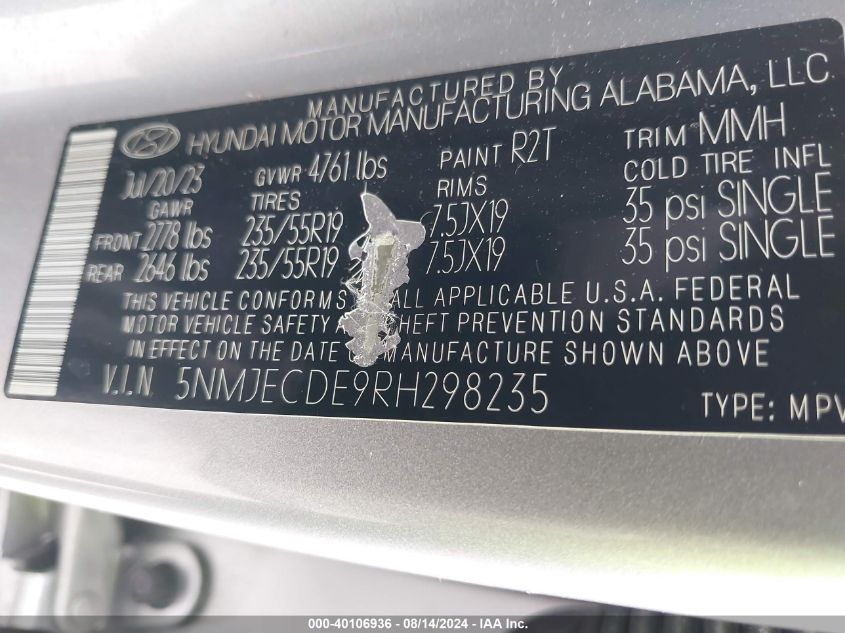 MANUFACTURED BY
HYUNDAI MOTOR MANUFACTURING ALABAMA, LLC
JUL/20/23 GVWR 4761 lbs PAINT R2T TRIM MMH
GAWR TIRES RIMS COLD TIRE INFL
FRONT 2778 lbs 235/55R19 7.5JX19 35 psi SINGLE
REAR 2646 lbs 235/55R19 7.5JX19 35 psi SINGLE
THIS VEHICLE CONFORMS ALL APPLICABLE U.S.A. FEDERAL
MOTOR VEHICLE SAFETY PREVENTION STANDARDS
IN EFFECT ON THE DATE MANUFACTURE SHOWN ABOVE
V.I.N 5NMJECDE9RH298235 TYPE: MPV
000-40106936 - 08/14/2024 - IAA Inc.